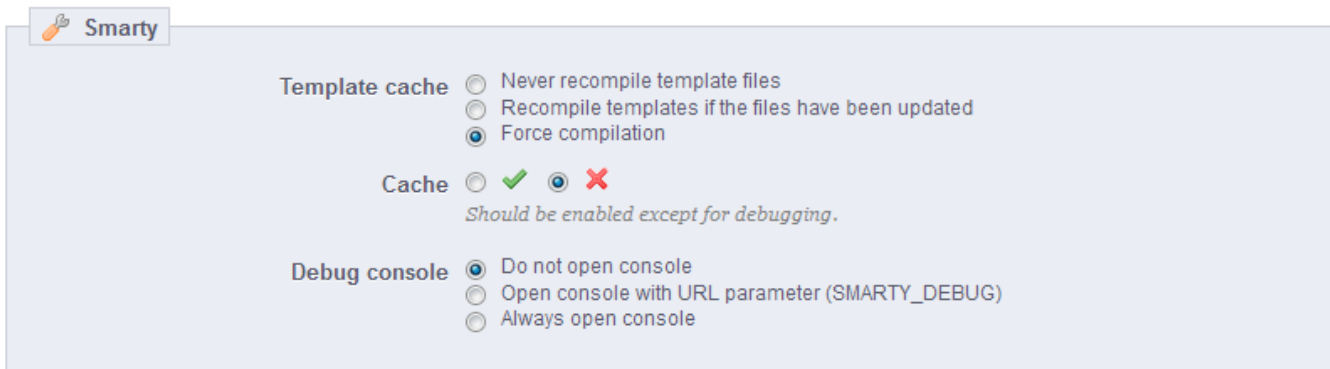 Smarty
Template cache Never recompile template files
Recompile templates if the files have been updated
Force compilation
Cache
Should be enabled except for debugging.
Debug console Do not open console
Open console with URL parameter (SMARTY_DEBUG)
Always open console